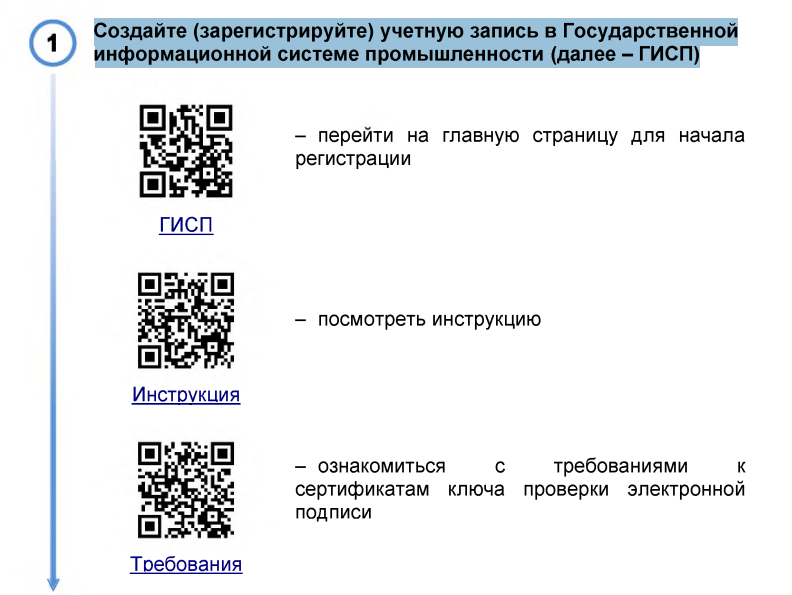 1
Создайте (зарегистрируйте) учетную запись в Государственной
информационной системе промышленности (далее – ГИСП)
– перейти на главную страницу для начала
регистрации
ГИСП
– посмотреть инструкцию
Инструкция
– ознакомиться с требованиями к
сертификатам ключа проверки электронной
подписи
Требования